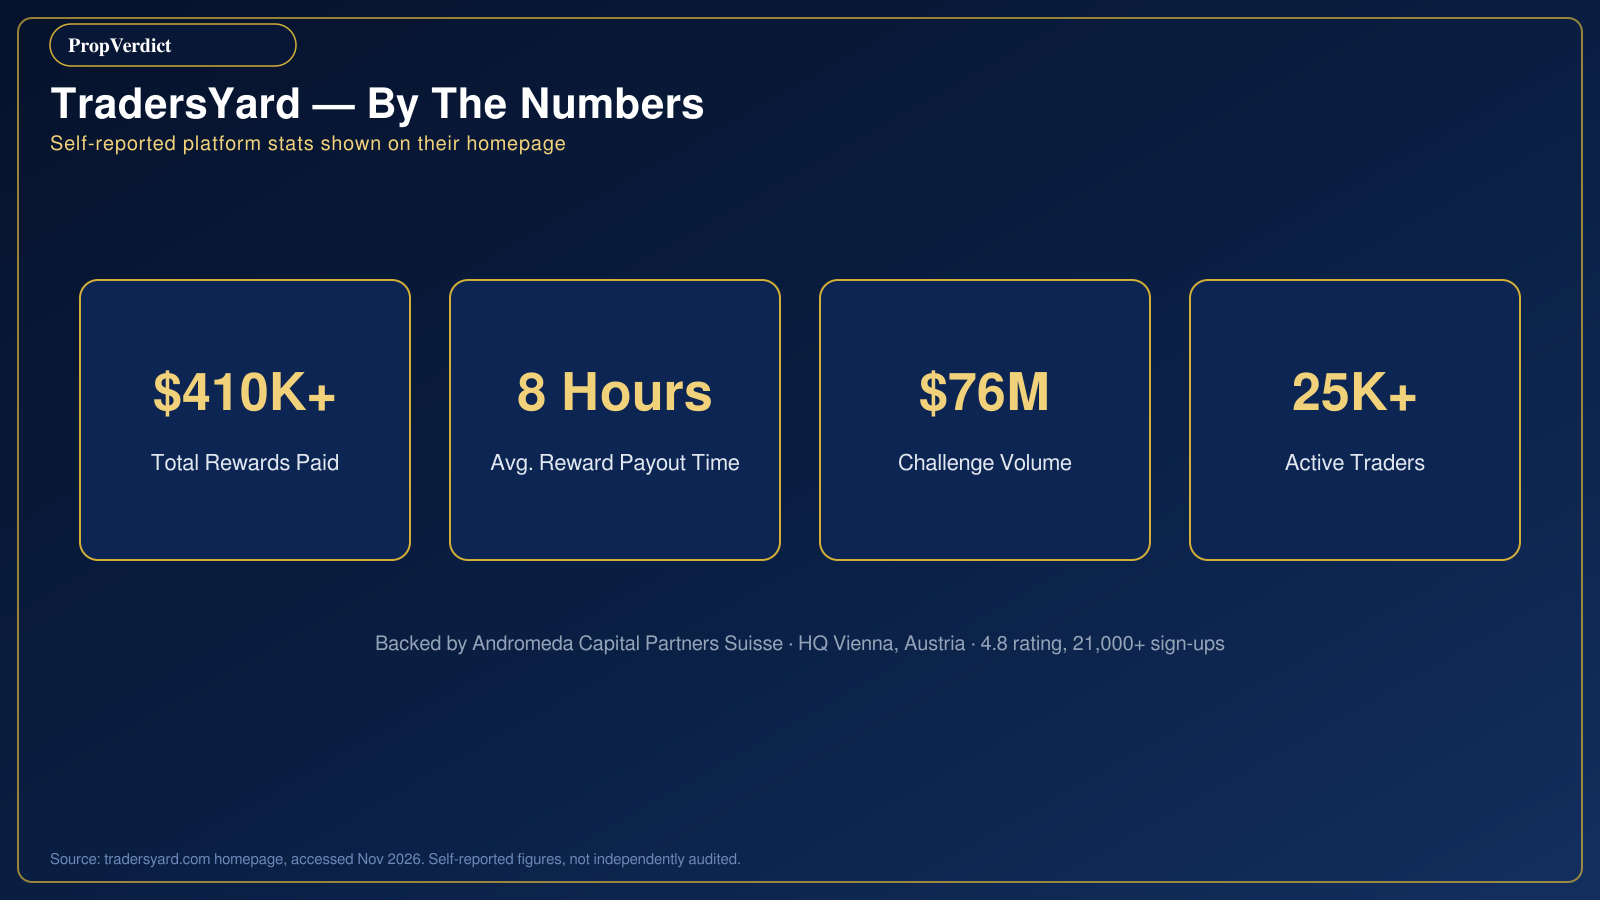 PropVerdict
TradersYard — By The Numbers
Self-reported platform stats shown on their homepage
$410K+
Total Rewards Paid
8 Hours
Avg. Reward Payout Time
$76M
Challenge Volume
25K+
Active Traders
Backed by Andromeda Capital Partners Suisse · HQ Vienna, Austria · 4.8 rating, 21,000+ sign-ups
Source: tradersyard.com homepage, accessed Nov 2026. Self-reported figures, not independently audited.